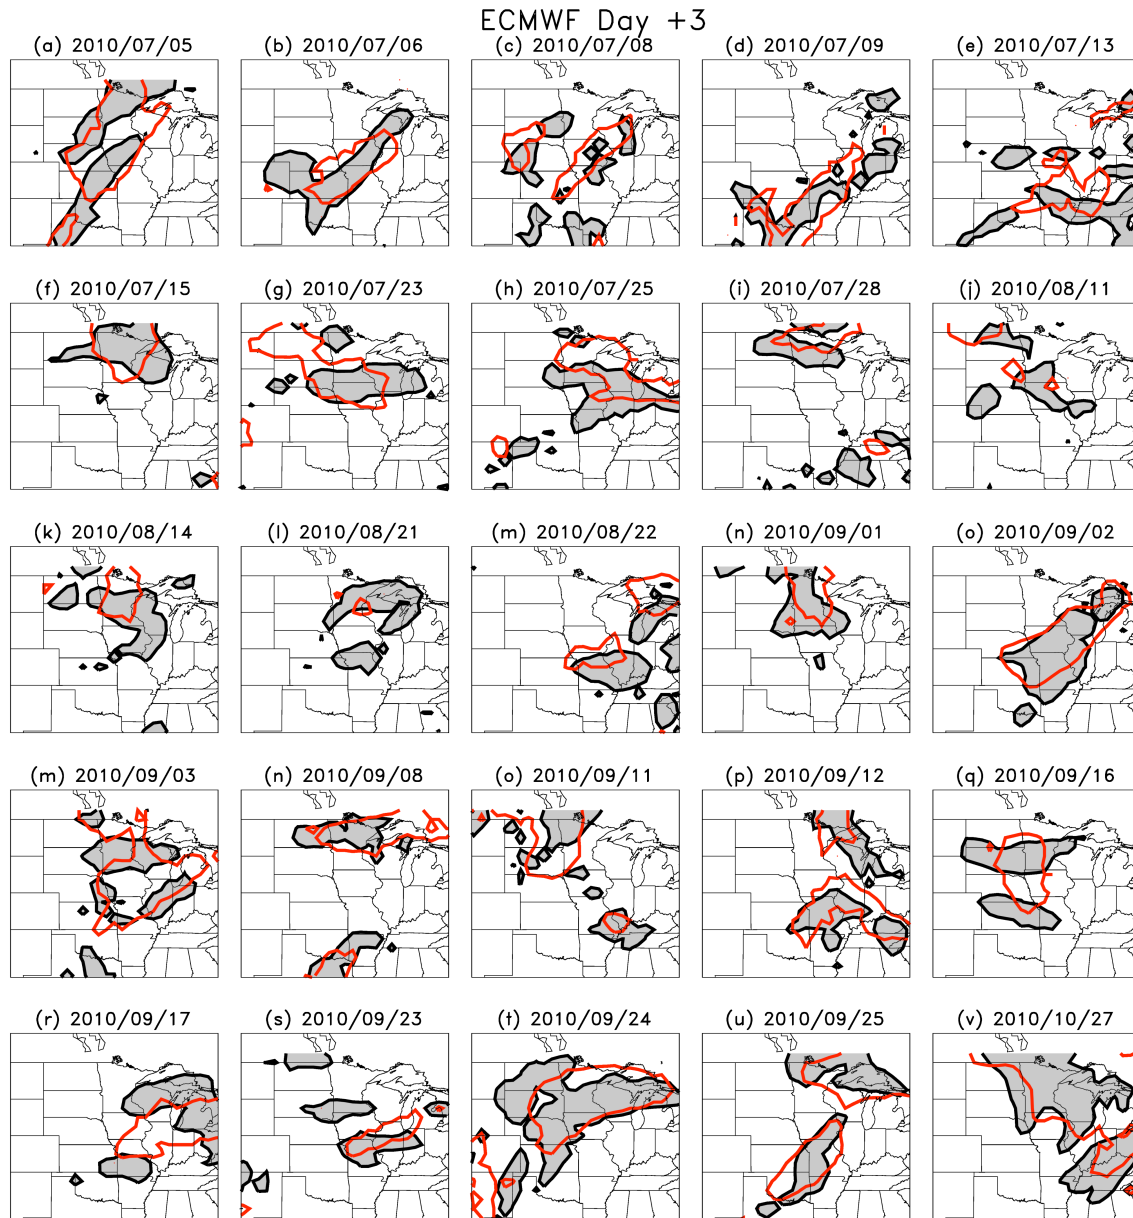 ECMWF Day +3
(a) 2010/07/05
(b) 2010/07/06
(c) 2010/07/08
(d) 2010/07/09
(e) 2010/07/13
(f) 2010/07/15
(g) 2010/07/23
(h) 2010/07/25
(i) 2010/07/28
(j) 2010/08/11
(k) 2010/08/14
(l) 2010/08/21
(m) 2010/08/22
(n) 2010/09/01
(o) 2010/09/02
(m) 2010/09/03
(n) 2010/09/08
(o) 2010/09/11
(p) 2010/09/12
(q) 2010/09/16
(r) 2010/09/17
(s) 2010/09/23
(t) 2010/09/24
(u) 2010/09/25
(v) 2010/10/27